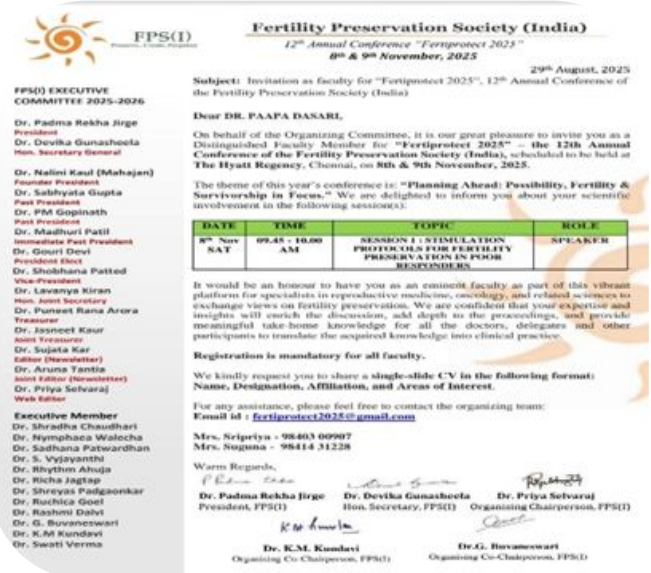 FPS(I)
Fertility Preservation Society (India)
12th Annual Conference "Fertiprotect 2025"
8th & 9th November, 2025
29th August, 2025
Subject: Invitation as faculty for "Fertiprotect 2025", 12th Annual Conference of
the Fertility Preservation Society (India)
Dear DR. PAAPA DASARI,
On behalf of the Organizing Committee, it is our great pleasure to invite you as a
Distinguished Faculty Member for "Fertiprotect 2025" – the 12th Annual
Conference of the Fertility Preservation Society (India), scheduled to be held at
The Hyatt Regency, Chennai, on 8th & 9th November, 2025.
The theme of this year's conference is: "Planning Ahead: Possibility, Fertility &
Survivorship in Focus." We are delighted to inform you about your scientific
involvement in the following session(s):
DATE TIME TOPIC ROLE
8th Nov 09.45 - 10.00 SESSION 1 : STIMULATION SPEAKER
SAT AM PROTOCOLS FOR FERTILITY
PRESERVATION IN POOR
RESPONDERS
It would be an honour to have you as an eminent faculty as part of this vibrant
platform for specialists in reproductive medicine, oncology, and related sciences to
exchange views on fertility preservation. We are confident that your expertise and
insights will enrich the discussion, add depth to the proceedings, and provide
meaningful take-home knowledge for all the doctors, delegates and other
participants to translate the acquired knowledge into clinical practice.
Registration is mandatory for all faculty.
We kindly request you to share a single-slide CV in the following format:
Name, Designation, Affiliation, and Areas of Interest.
For any assistance, please feel free to contact the organizing team:
Email id : fertiprotect2025@gmail.com
Mrs. Sripriya - 98403 00907
Mrs. Suguna - 98414 31228
Warm Regards,
Dr. Padma Rekha Jirge
President, FPS(I)
Dr. Devika Gunasheela
Hon. Secretary, FPS(I)
Dr. Priya Selvaraj
Organising Chairperson, FPS(I)
Dr. K.M. Kundavi
Organising Co-Chairperson, FPS(I)
Dr.G. Buvaneswari
Organising Co-Chairperson, FPS(I)
FPS(I) EXECUTIVE
COMMITTEE 2025-2026
Dr. Padma Rekha Jirge
President
Dr. Devika Gunasheela
Hon. Secretary General
Dr. Nalini Kaul (Mahajan)
Founder President
Dr. Sabhyata Gupta
Past President
Dr. PM Gopinath
Past President
Dr. Madhuri Patil
Immediate Past President
Dr. Gouri Devi
President Elect
Dr. Shobhana Patted
Vice-President
Dr. Lavanya Kiran
Hon. Joint Secretary
Dr. Puneet Rana Arora
Treasurer
Dr. Jasneet Kaur
Joint Treasurer
Dr. Sujata Kar
Editor (Newsletter)
Dr. Aruna Tantia
Joint Editor (Newsletter)
Dr. Priya Selvaraj
Web Editor
Executive Member
Dr. Shradha Chaudhari
Dr. Nymphaea Walecha
Dr. Sadhana Patwardhan
Dr. S. Vyjayanthi
Dr. Rhythm Ahuja
Dr. Richa Jagtap
Dr. Shreyas Padgaonkar
Dr. Ruchica Goel
Dr. Rashmi Dalvi
Dr. G. Buvaneswari
Dr. K.M Kundavi
Dr. Swati Verma